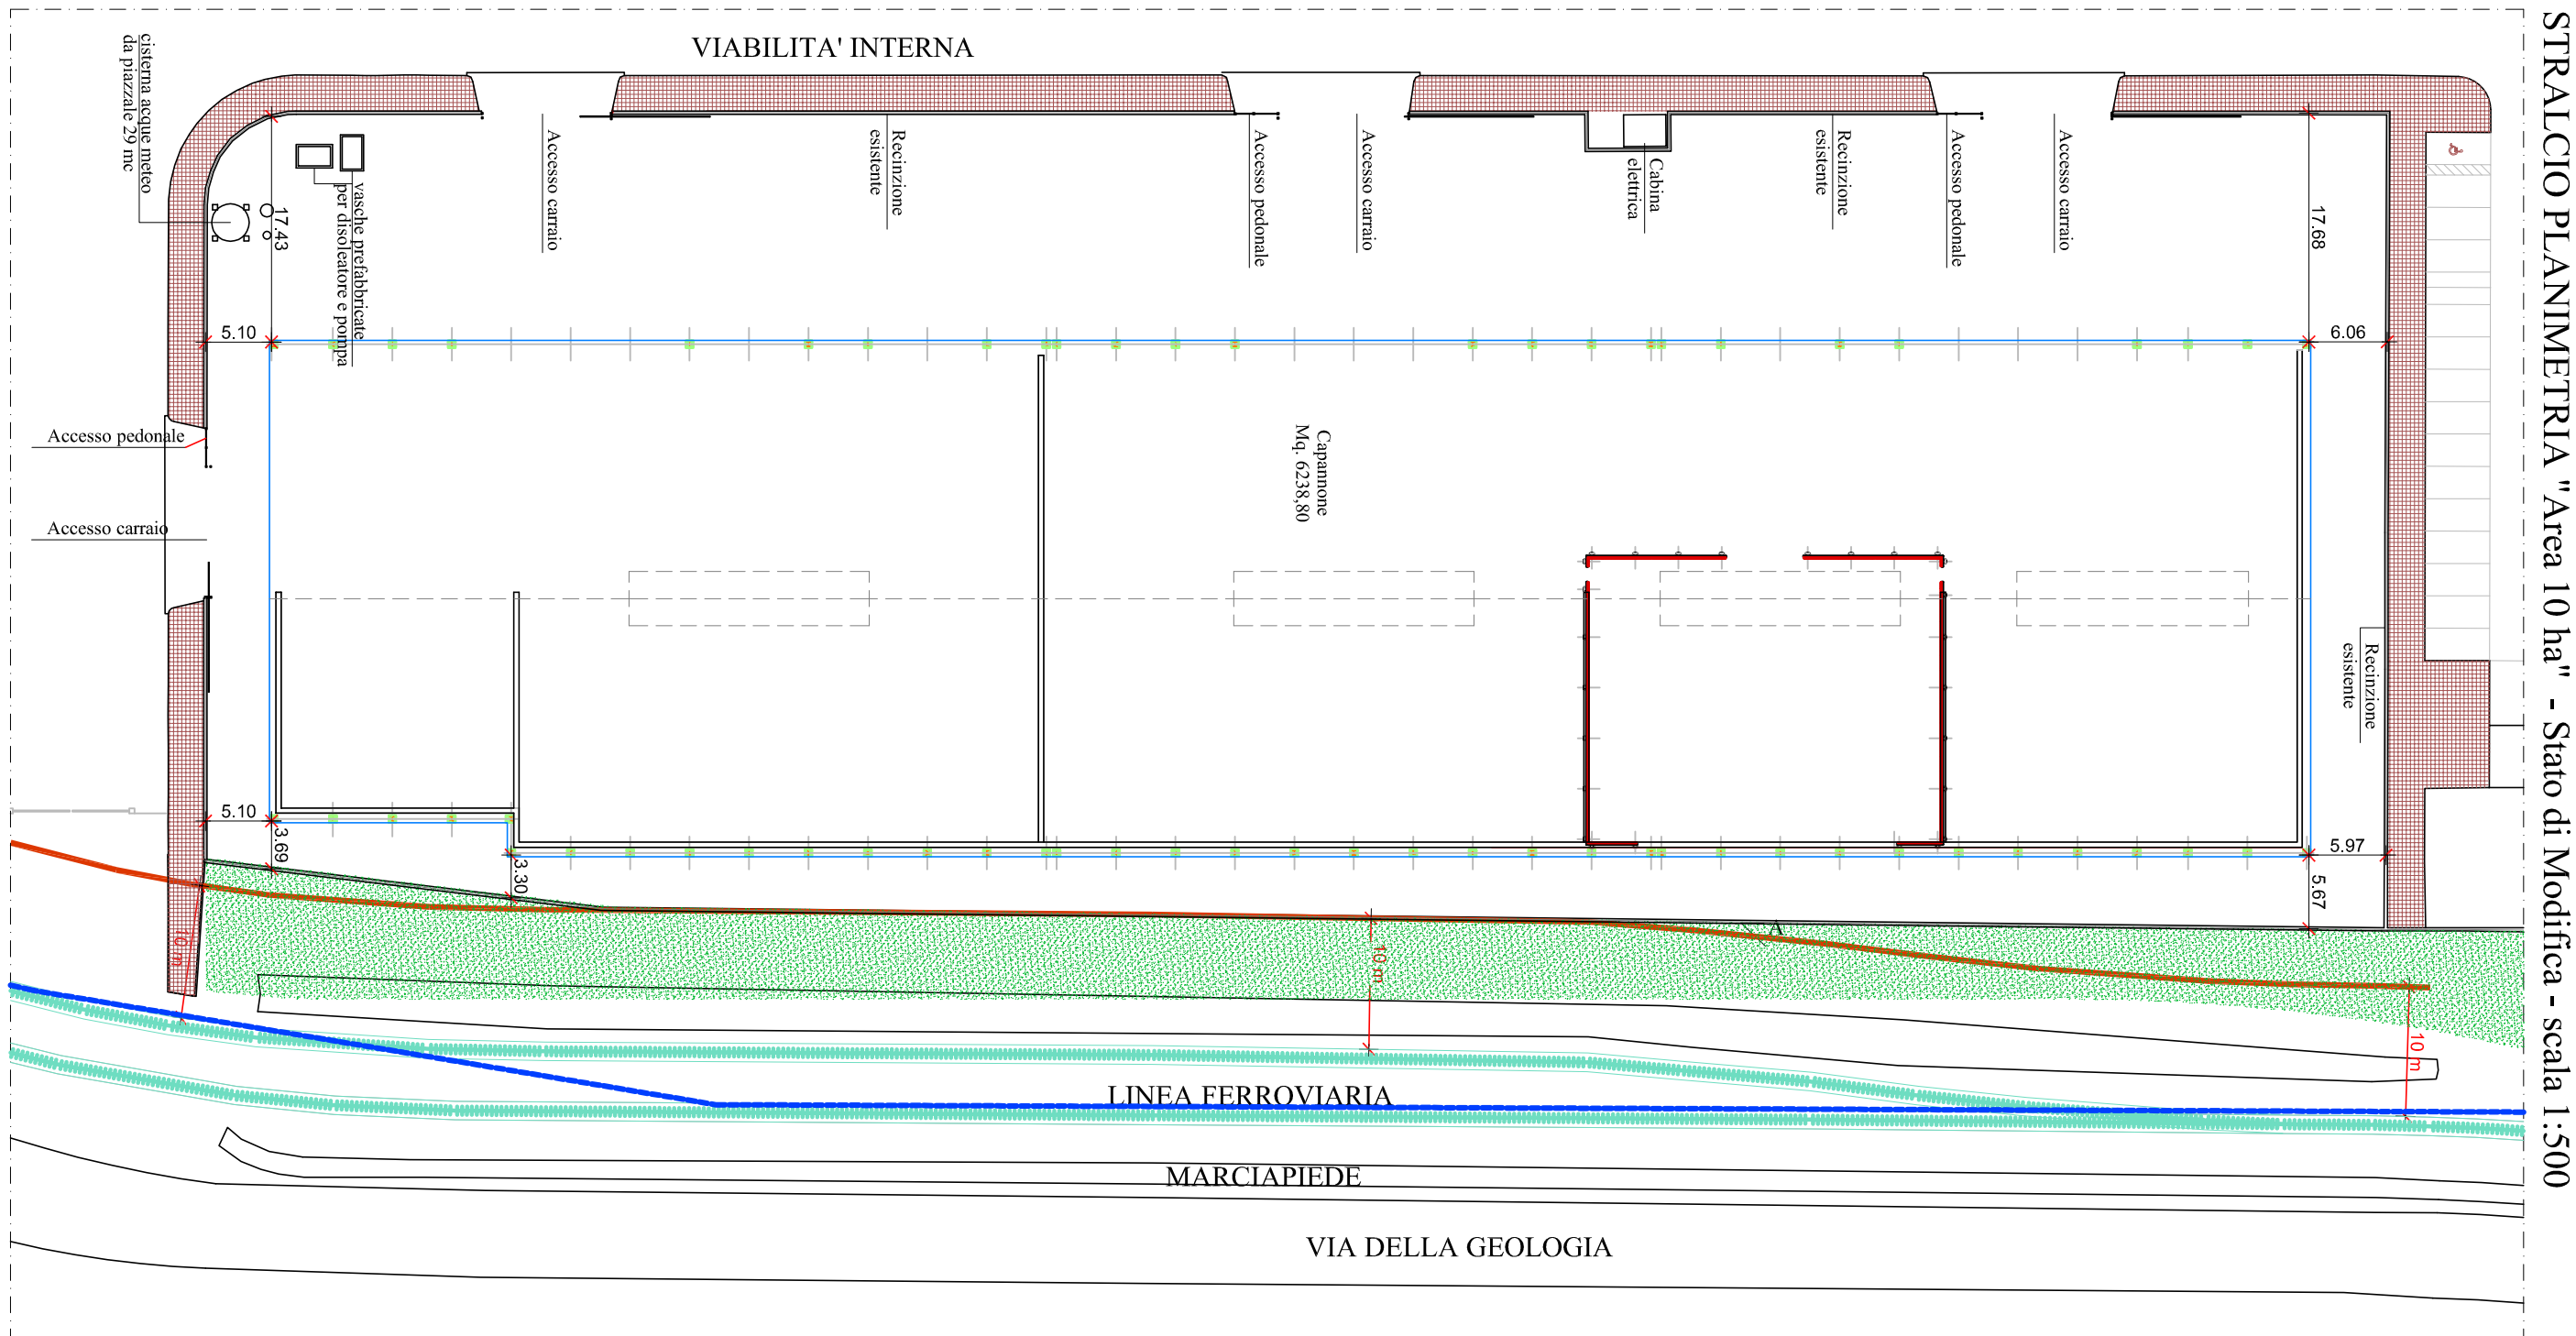 STRALCIO PLANIMETRIA "Area 10 ha" - Stato di Modifica - scala 1:500
VIABILITA' INTERNA
cisterna acque meteo
da piazzale 29 mc
17.43
vasche prefabbricate
per disoleatore e pompa
Accesso carraio
Recinzione
esistente
Accesso pedonale
Accesso carraio
Cabina
elettrica
Recinzione
esistente
Accesso pedonale
Accesso carraio
17.68
5.10
6.06
Accesso pedonale
Accesso carraio
Capannone
Mq. 6238,80
Recinzione
esistente
5.10
3.69
3.30
5.97
5.67
A
10 m
10 m
10 m
LINEA FERROVIARIA
MARCIAPIEDE
VIA DELLA GEOLOGIA